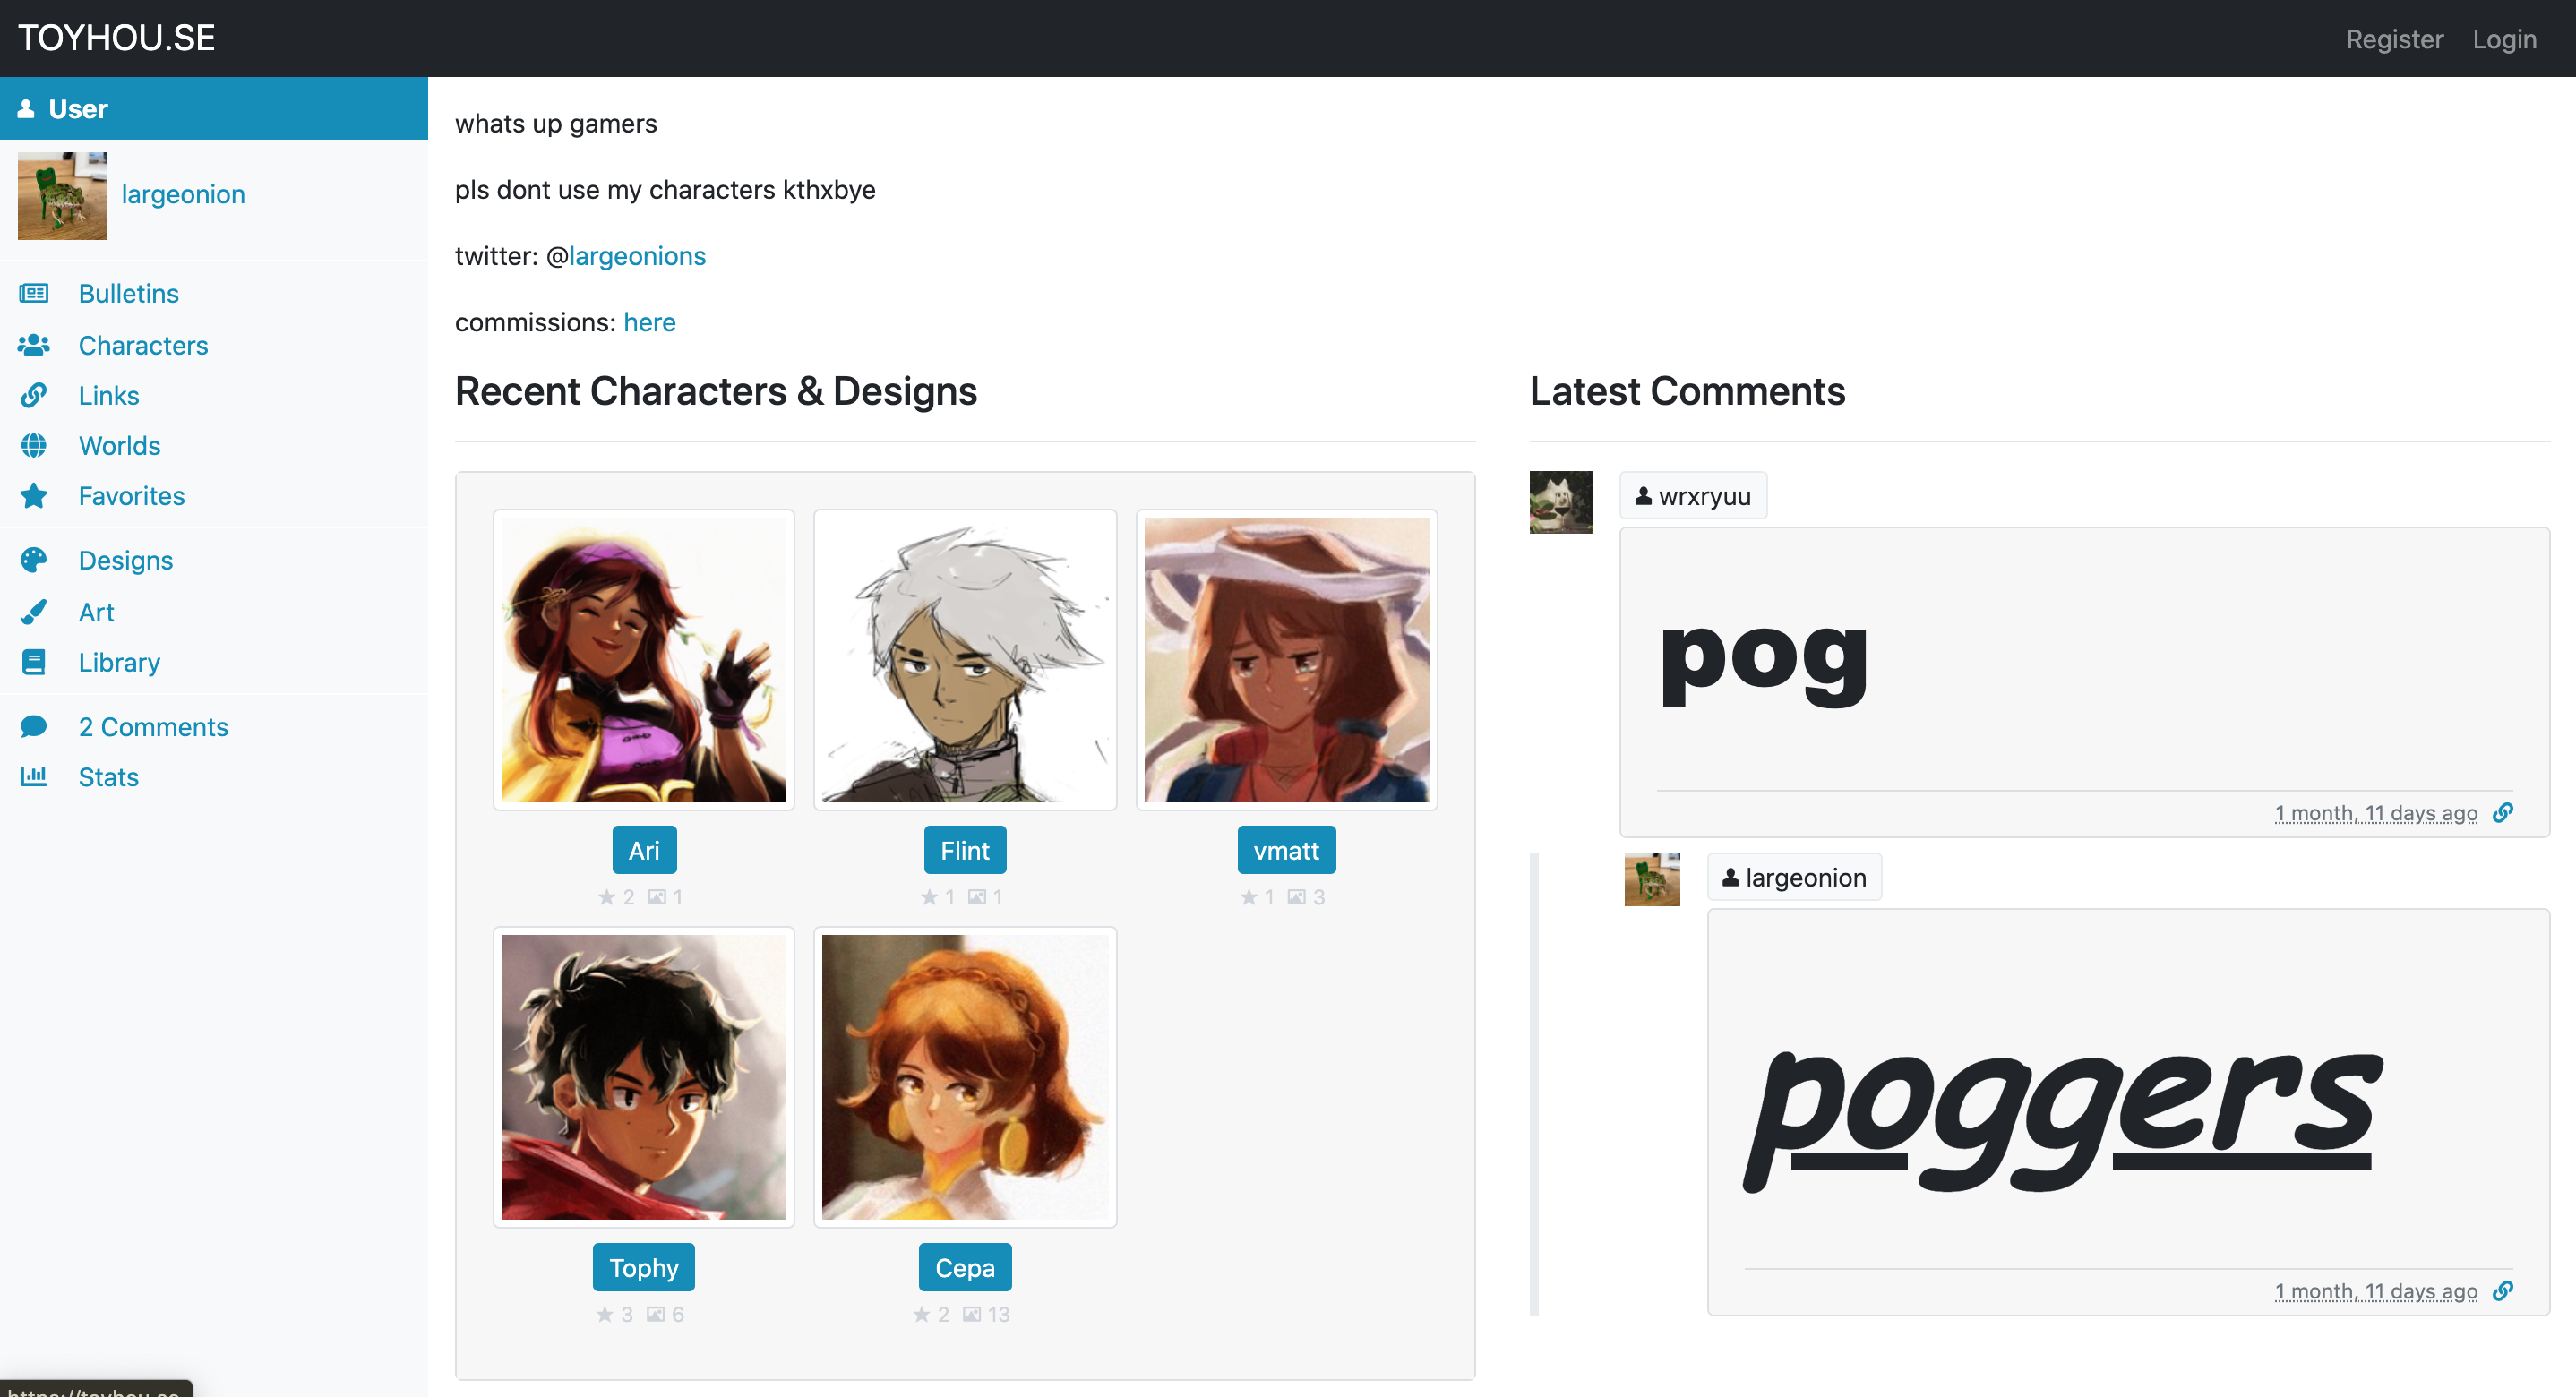 TOYHOU.SE
Register Login
User
largeonion
Bulletins
Characters
Links
Worlds
Favorites
Designs
Art
Library
2 Comments
Stats
whats up gamers
pls dont use my characters kthxbye
twitter: @largeonions
commissions: here
Recent Characters & Designs
Ari
2 1
Flint
1 1
vmatt
1 3
Tophy
3 6
Cepa
2 13
Latest Comments
wrxryuu
pog
1 month, 11 days ago
largeonion
poggers
1 month, 11 days ago